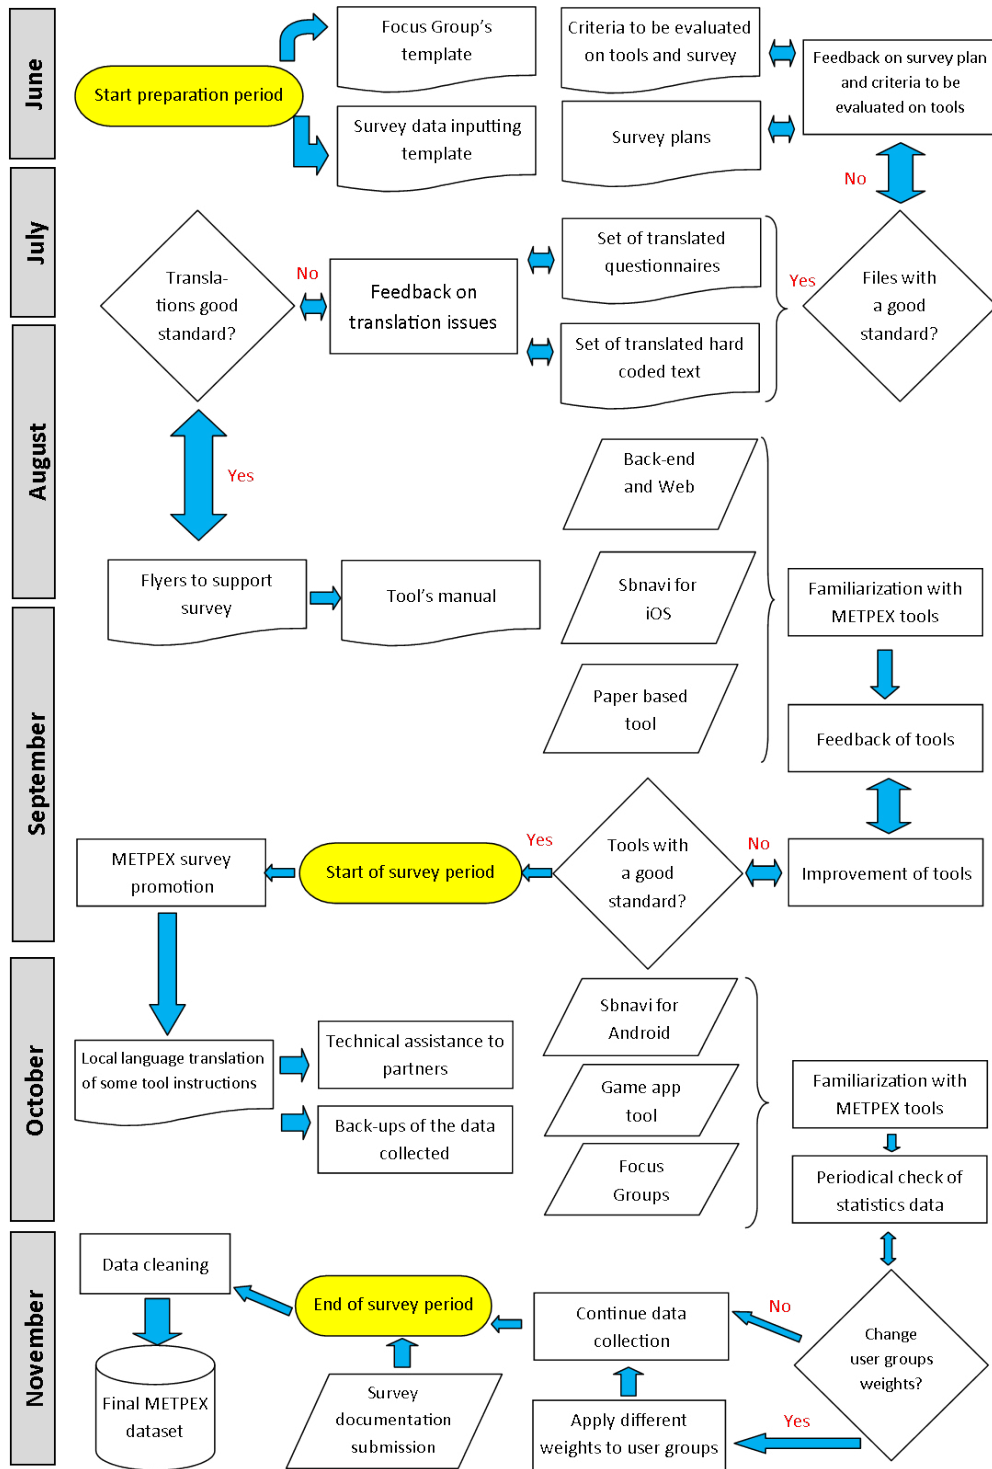 June
Start preparation period
Focus Group's
template
Survey data inputting
template
Criteria to be evaluated
on tools and survey
Survey plans
Feedback on survey plan
and criteria to be
evaluated on tools
No
July
Transla-
tions good
standard?
No
Feedback on
translation issues
Set of translated
questionnaires
Set of translated hard
coded text
Yes
Files with
a good
standard?
August
Yes
Back-end
and Web
Flyers to support
survey
Tool's manual
Sbnavi for
iOS
Familiarization with
METPEX tools
September
Paper based
tool
Feedback of tools
METPEX survey
promotion
Start of survey period
Yes
Tools with
a good
standard?
No
Improvement of tools
October
Local language translation
of some tool instructions
Technical assistance to
partners
Back-ups of the data
collected
Sbnavi for
Android
Game app
tool
Focus
Groups
Familiarization with
METPEX tools
Periodical check of
statistics data
November
Data cleaning
End of survey period
Continue data
collection
No
Change
user groups
weights?
Final METPEX
dataset
Survey
documentation
submission
Apply different
weights to user groups
Yes